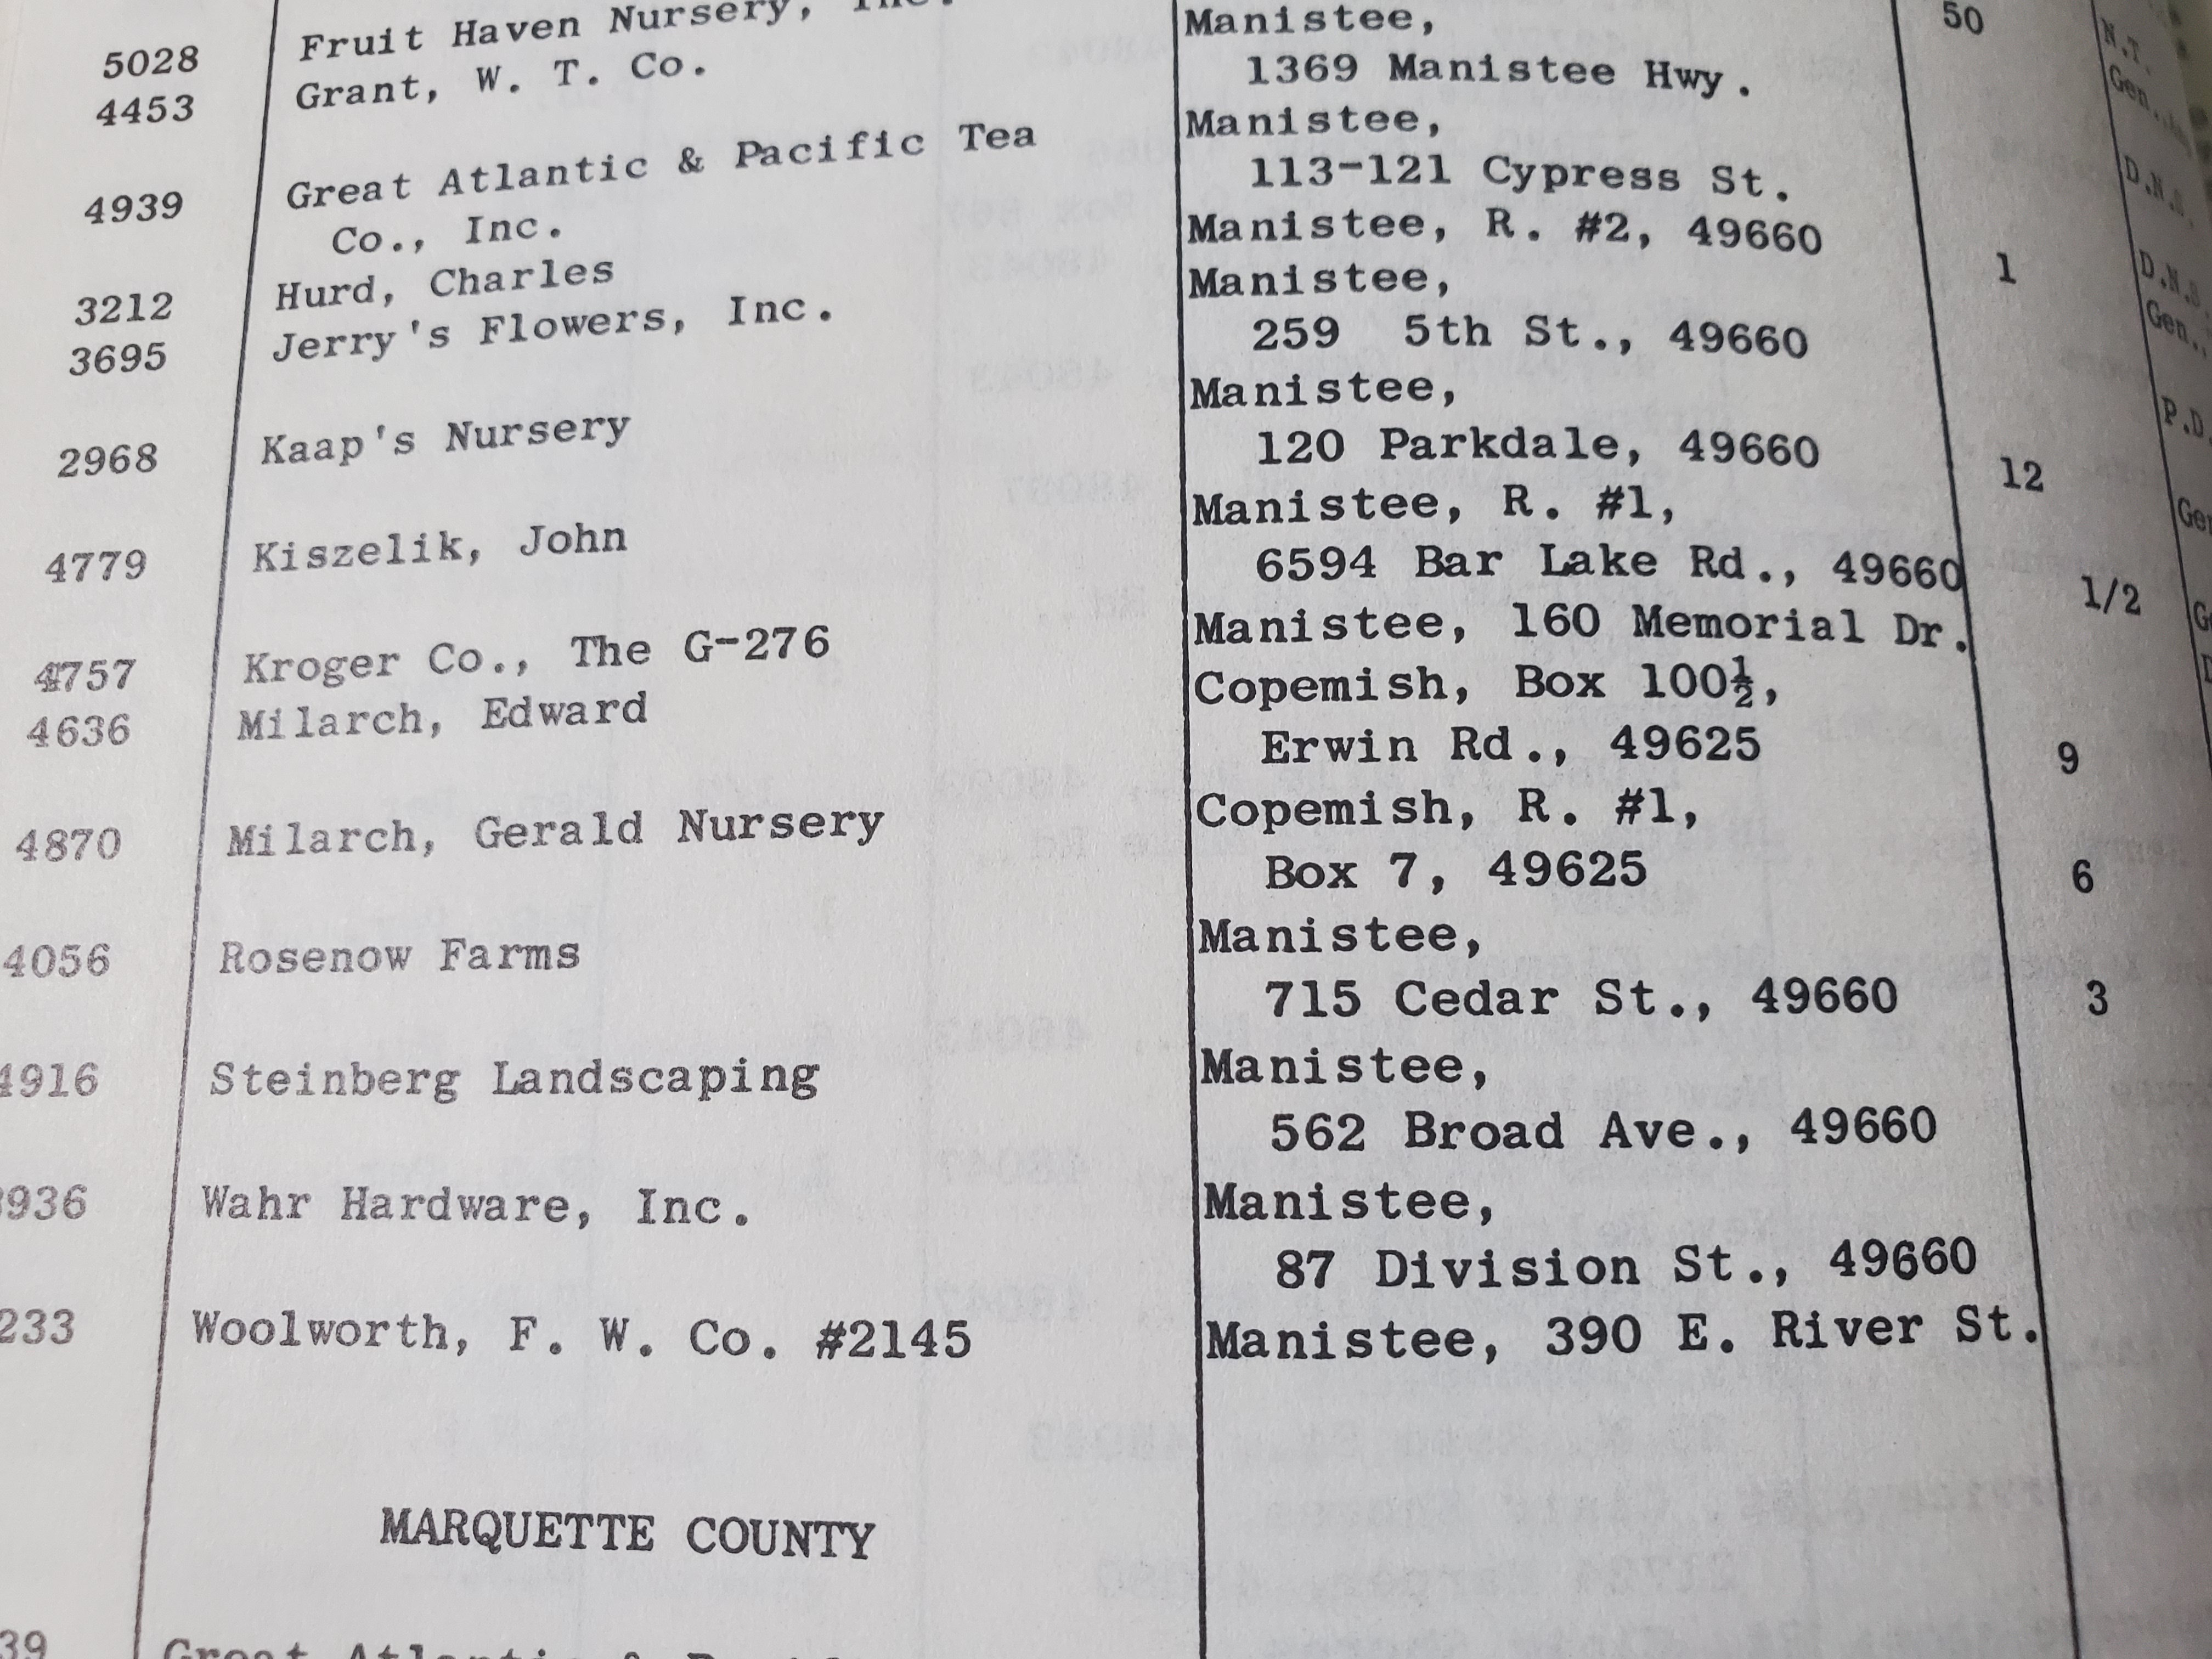 5028 Fruit Haven Nursery, 50 N.T.
4453 Grant, W. T. Co. Manistee,
1369 Manistee Hwy.
4939 Great Atlantic & Pacific Tea Manistee,
Co., Inc. 113-121 Cypress St.
3212 Hurd, Charles Manistee, R. #2, 49660 1
3695 Jerry's Flowers, Inc. Manistee,
259 5th St., 49660
2968 Kaap's Nursery Manistee,
120 Parkdale, 49660 12
4779 Kiszelik, John Manistee, R. #1,
6594 Bar Lake Rd., 49660 1/2
4757 Kroger Co., The G-276 Manistee, 160 Memorial Dr.
4636 Milarch, Edward Copemish, Box 100½,
Erwin Rd., 49625 9
4870 Milarch, Gerald Nursery Copemish, R. #1,
Box 7, 49625 6
4056 Rosenow Farms Manistee,
715 Cedar St., 49660 3
4916 Steinberg Landscaping Manistee,
562 Broad Ave., 49660
936 Wahr Hardware, Inc. Manistee,
87 Division St., 49660
233 Woolworth, F. W. Co. #2145 Manistee, 390 E. River St.
MARQUETTE COUNTY
39 Great Atlantic &